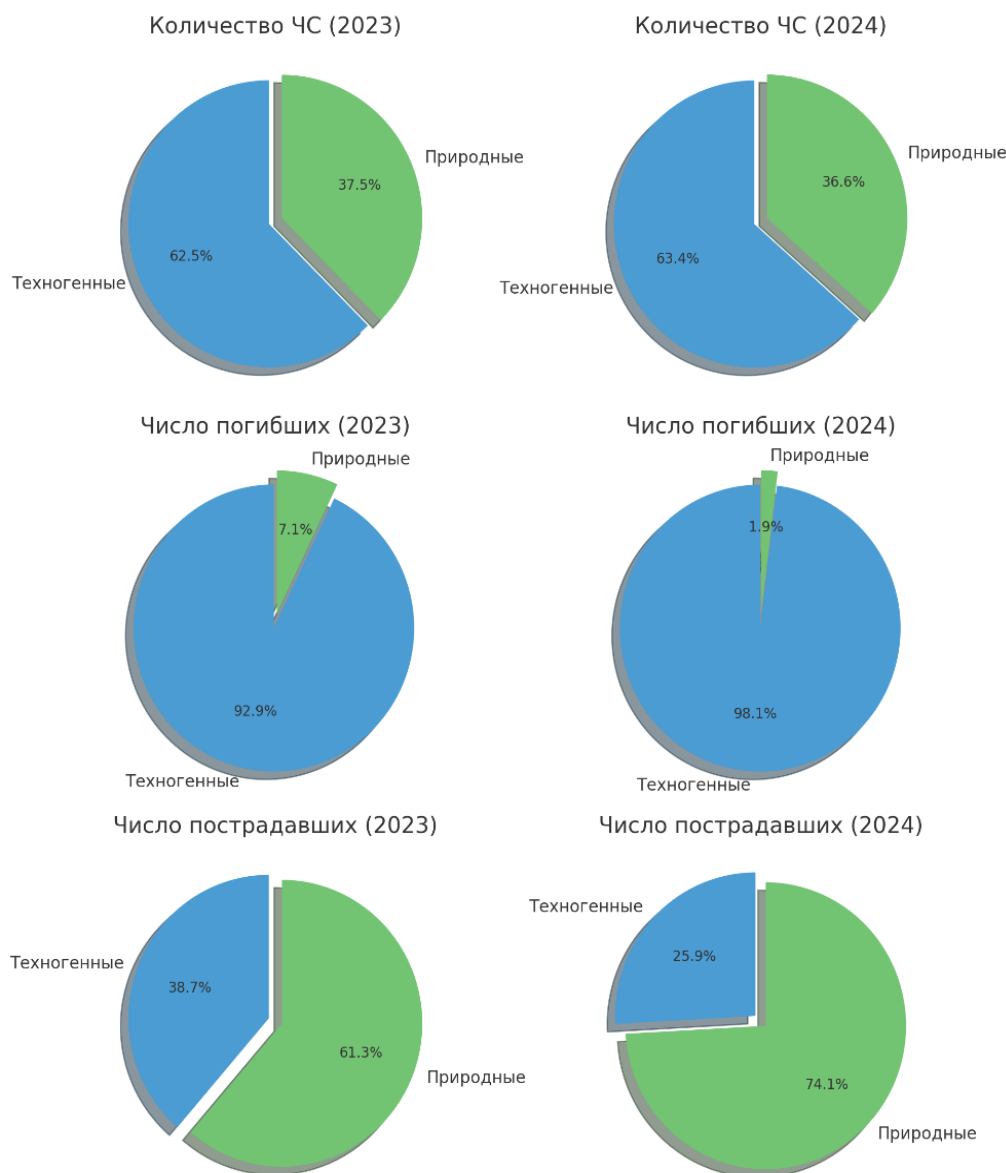 Количество ЧС (2023)
Природные
37.5%
62.5%
Техногенные
Количество ЧС (2024)
Природные
36.6%
63.4%
Техногенные
Число погибших (2023)
Природные
7.1%
92.9%
Техногенные
Число погибших (2024)
Природные
1.9%
98.1%
Техногенные
Число пострадавших (2023)
Техногенные
38.7%
61.3%
Природные
Число пострадавших (2024)
Техногенные
25.9%
74.1%
Природные